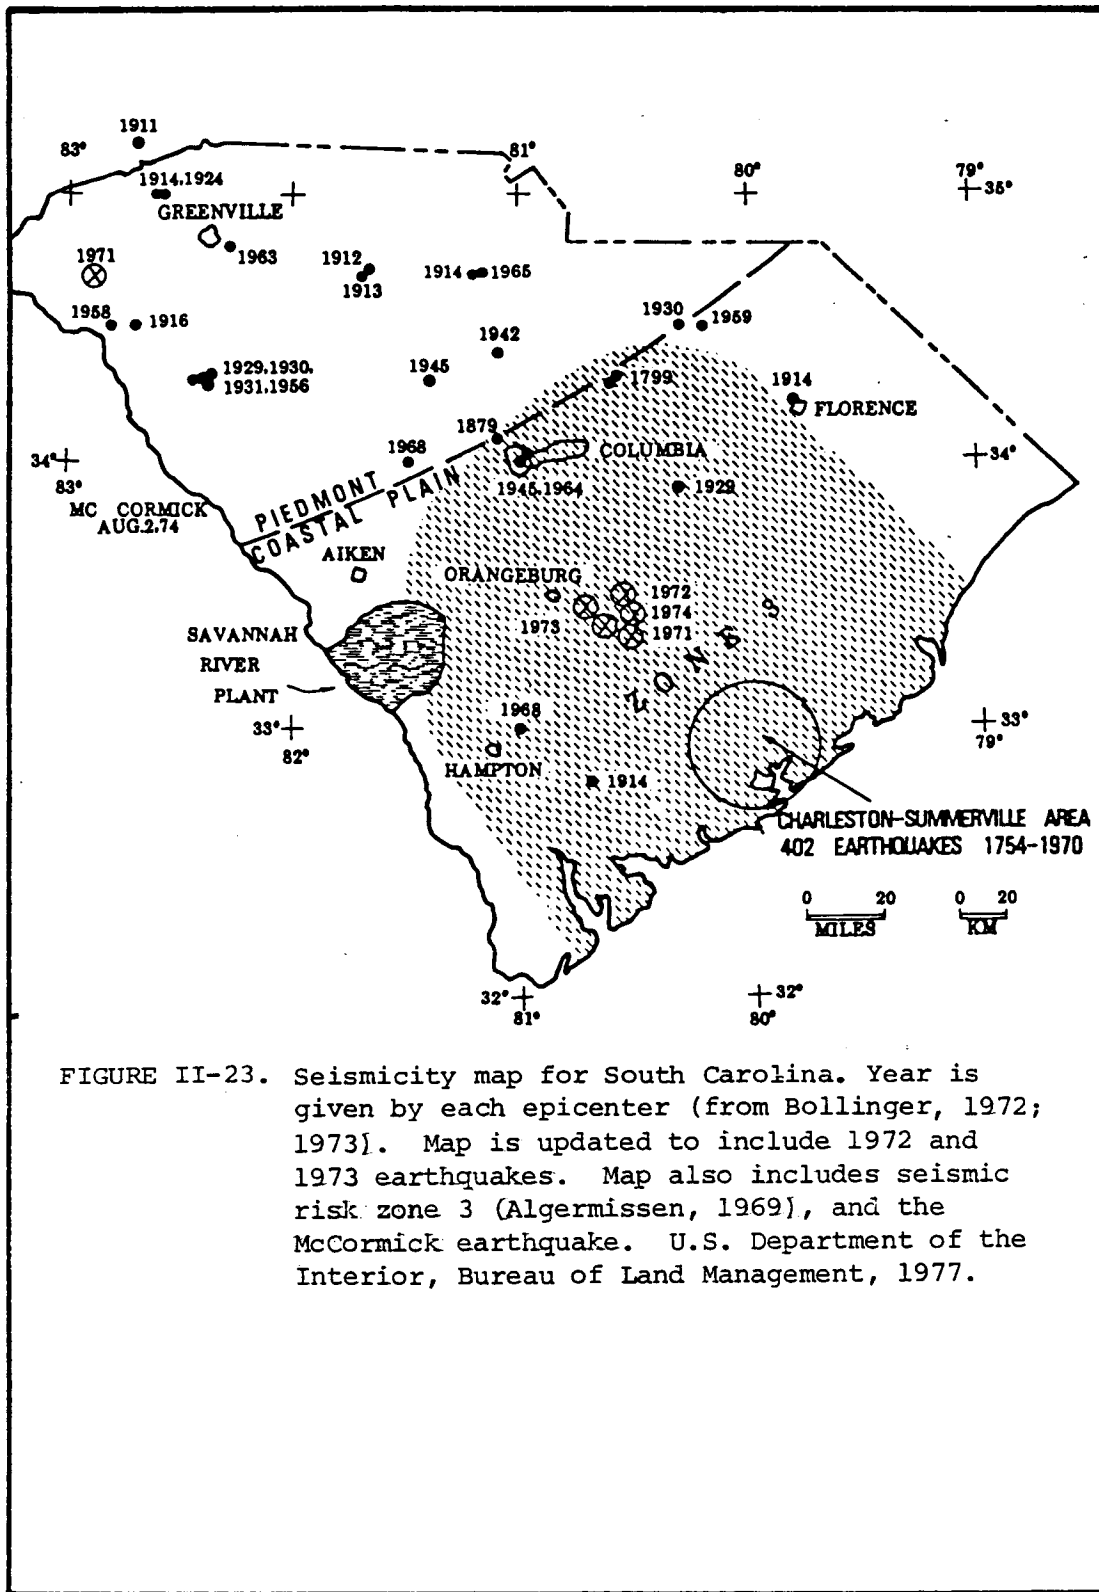 1911
83° 81° 80° 79°
35°
1914,1924
GREENVILLE
1971
1963
1912
1913
1914 1965
1958 1916
1942
1930 1959
1929,1930,
1931,1956
1945
1799
1914
FLORENCE
1879
1968
COLUMBIA
34° 34°
83°
1945,1964
1929
MC CORMICK
AUG.2,74
PIEDMONT
COASTAL PLAIN
AIKEN
ORANGEBURG
1972
1974
1973
1971
ZONE 3
SAVANNAH
RIVER
PLANT
1968
33° 33°
82° 79°
HAMPTON
1914
CHARLESTON-SUMMERVILLE AREA
402 EARTHQUAKES 1754-1970
0 20 0 20
MILES KM
32° 32°
81° 80°
FIGURE II-23. Seismicity map for South Carolina. Year is
given by each epicenter (from Bollinger, 1972;
1973). Map is updated to include 1972 and
1973 earthquakes. Map also includes seismic
risk zone 3 (Algermissen, 1969), and the
McCormick earthquake. U.S. Department of the
Interior, Bureau of Land Management, 1977.